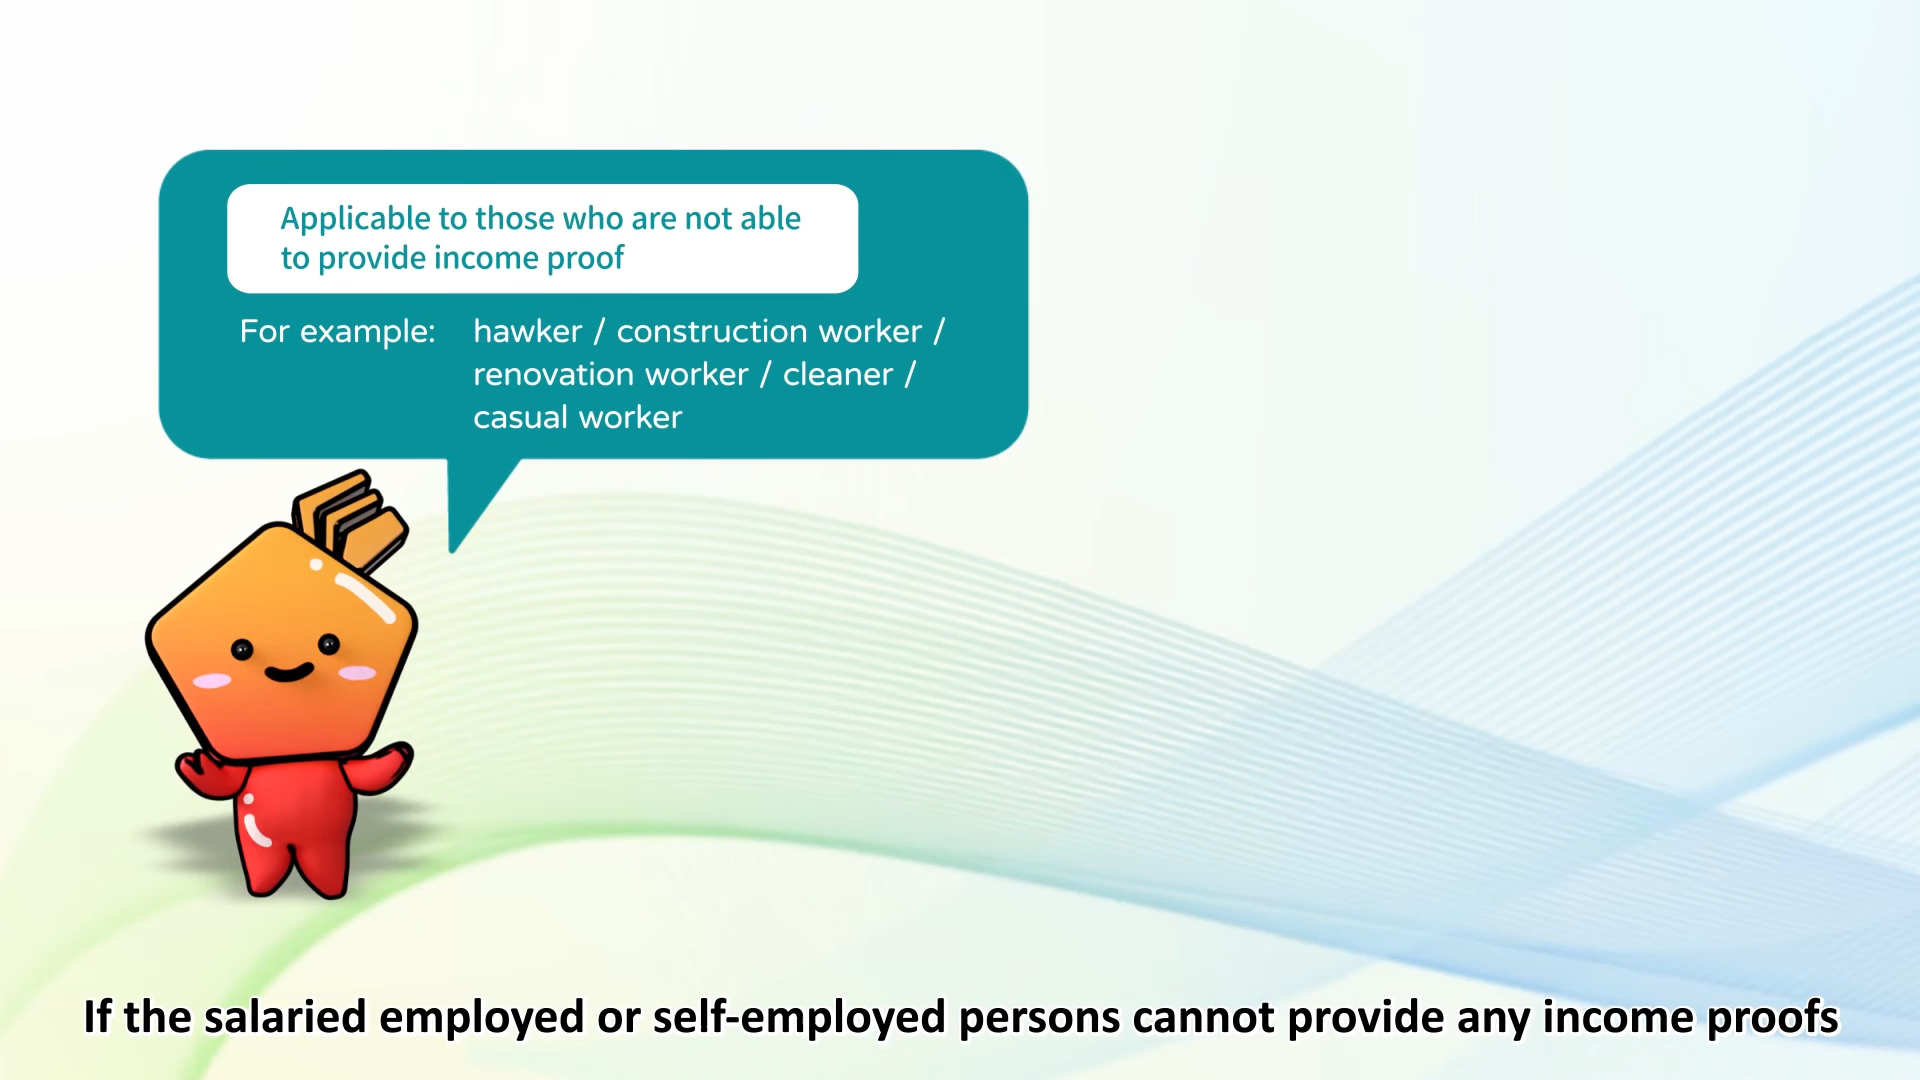 Applicable to those who are not able
to provide income proof
For example: hawker / construction worker /
renovation worker / cleaner /
casual worker
If the salaried employed or self-employed persons cannot provide any income proofs